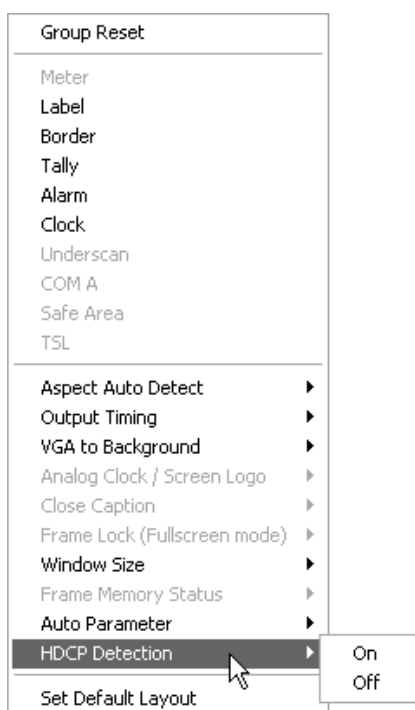 Group Reset
Meter
Label
Border
Tally
Alarm
Clock
Underscan
COM A
Safe Area
TSL
Aspect Auto Detect
Output Timing
VGA to Background
Analog Clock / Screen Logo
Close Caption
Frame Lock (Fullscreen mode)
Window Size
Frame Memory Status
Auto Parameter
HDCP Detection
On
Off
Set Default Layout